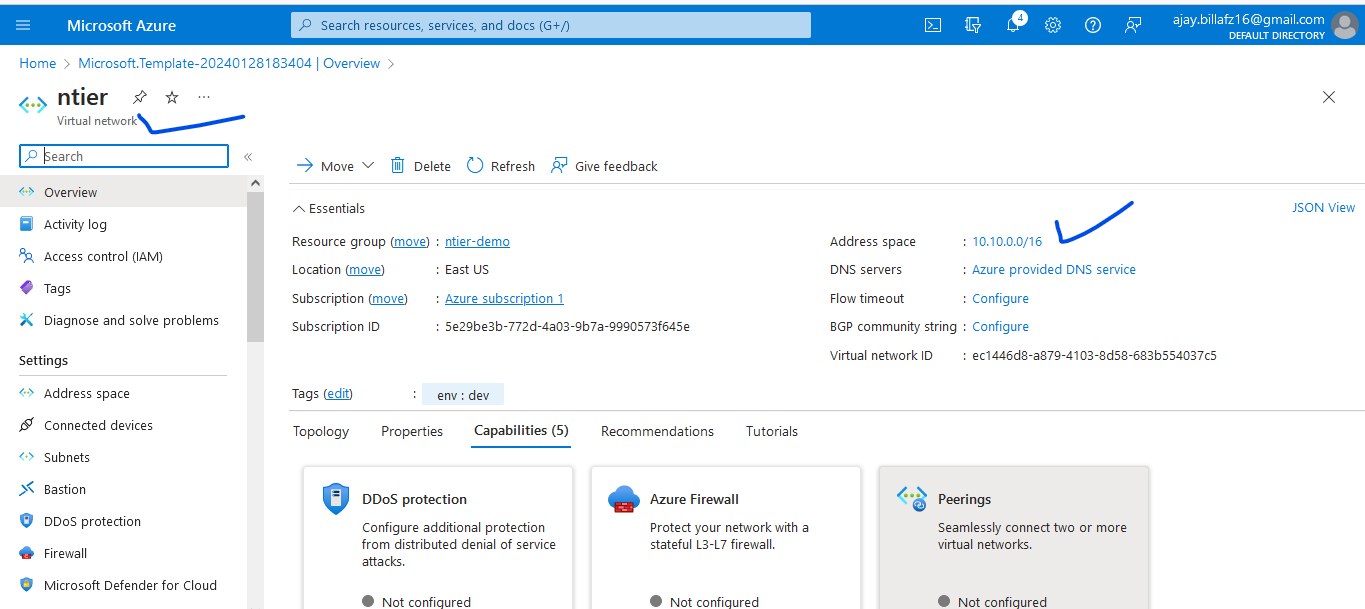 Microsoft Azure
Search resources, services, and docs (G+/)
4
ajay.billafz16@gmail.com
DEFAULT DIRECTORY
Home > Microsoft.Template-20240128183404 | Overview >
ntier
Virtual network
Search
«
Move
Delete
Refresh
Give feedback
Overview
Activity log
Access control (IAM)
Tags
Diagnose and solve problems
Settings
Address space
Connected devices
Subnets
Bastion
DDoS protection
Firewall
Microsoft Defender for Cloud
Essentials
JSON View
Resource group (move) : ntier-demo
Location (move) : East US
Subscription (move) : Azure subscription 1
Subscription ID : 5e29be3b-772d-4a03-9b7a-9990573f645e
Address space : 10.10.0.0/16
DNS servers : Azure provided DNS service
Flow timeout : Configure
BGP community string : Configure
Virtual network ID : ec1446d8-a879-4103-8d58-683b554037c5
Tags (edit) : env : dev
Topology Properties Capabilities (5) Recommendations Tutorials
DDoS protection
Configure additional protection
from distributed denial of service
attacks.
Not configured
Azure Firewall
Protect your network with a
stateful L3-L7 firewall.
Not configured
Peerings
Seamlessly connect two or more
virtual networks.
Not configured